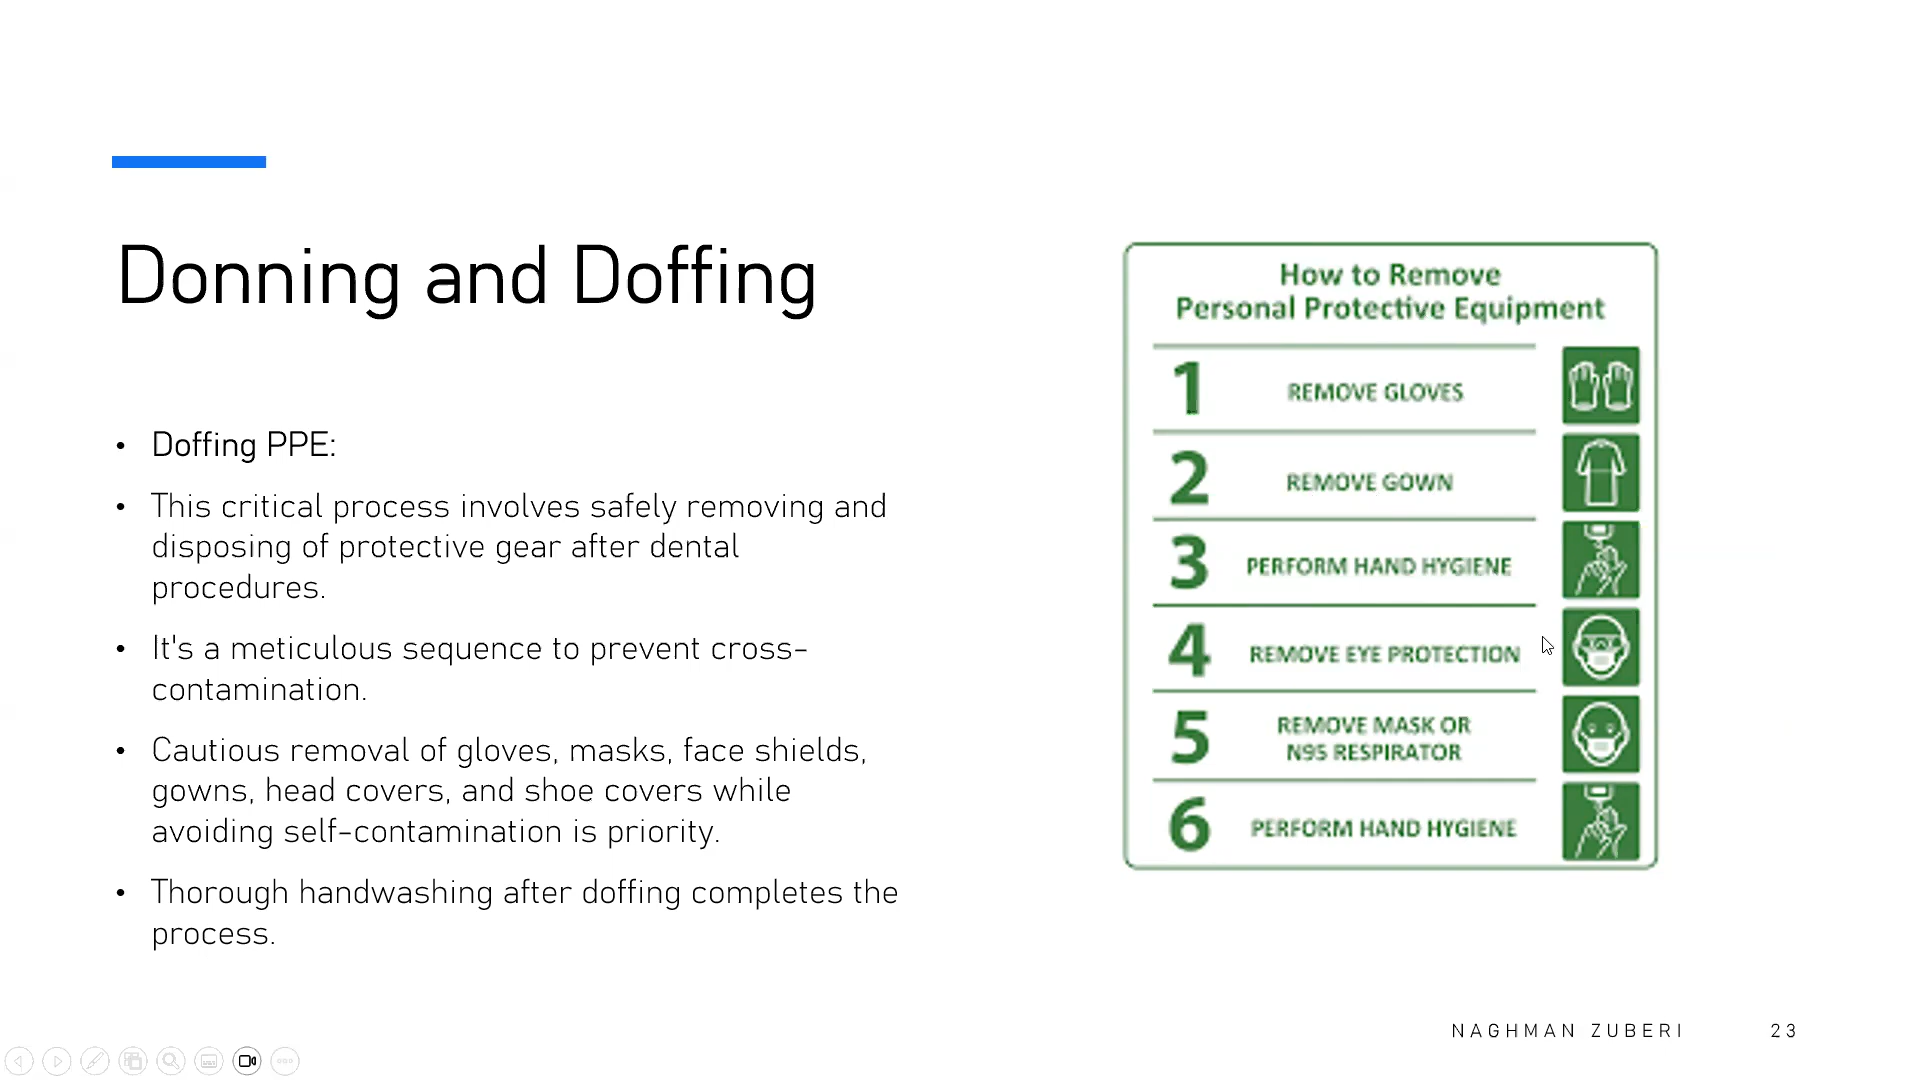 Donning and Doffing
• Doffing PPE:
• This critical process involves safely removing and
disposing of protective gear after dental
procedures.
• It's a meticulous sequence to prevent cross-
contamination.
• Cautious removal of gloves, masks, face shields,
gowns, head covers, and shoe covers while
avoiding self-contamination is priority.
• Thorough handwashing after doffing completes the
process.
How to Remove
Personal Protective Equipment
1 REMOVE GLOVES
2 REMOVE GOWN
3 PERFORM HAND HYGIENE
4 REMOVE EYE PROTECTION
5 REMOVE MASK OR
N95 RESPIRATOR
6 PERFORM HAND HYGIENE
NAGHMAN ZUBERI 23